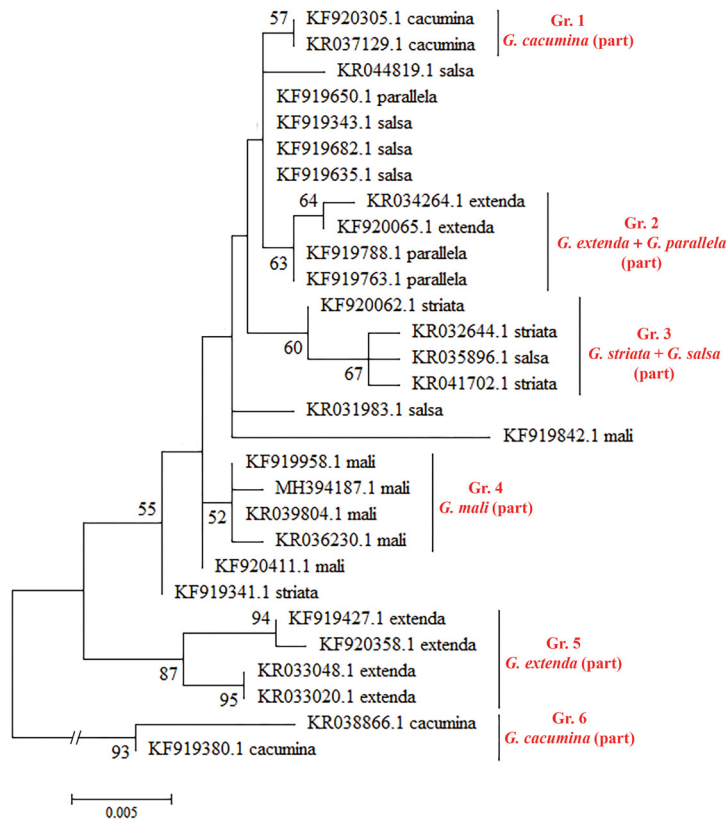 57
KF920305.1 cacumina
KR037129.1 cacumina
Gr. 1
G. cacumina (part)
KR044819.1 salsa
KF919650.1 parallela
KF919343.1 salsa
KF919682.1 salsa
KF919635.1 salsa
64
KR034264.1 extenda
KF920065.1 extenda
63
KF919788.1 parallela
KF919763.1 parallela
Gr. 2
G. extenda + G. parallela
(part)
KF920062.1 striata
60
KR032644.1 striata
KR035896.1 salsa
67
KR041702.1 striata
Gr. 3
G. striata + G. salsa
(part)
KR031983.1 salsa
KF919842.1 mali
KF919958.1 mali
MH394187.1 mali
55
52
KR039804.1 mali
KR036230.1 mali
Gr. 4
G. mali (part)
KF920411.1 mali
KF919341.1 striata
94
KF919427.1 extenda
KF920358.1 extenda
87
KR033048.1 extenda
95
KR033020.1 extenda
Gr. 5
G. extenda (part)
KR038866.1 cacumina
93
KF919380.1 cacumina
Gr. 6
G. cacumina (part)
0.005